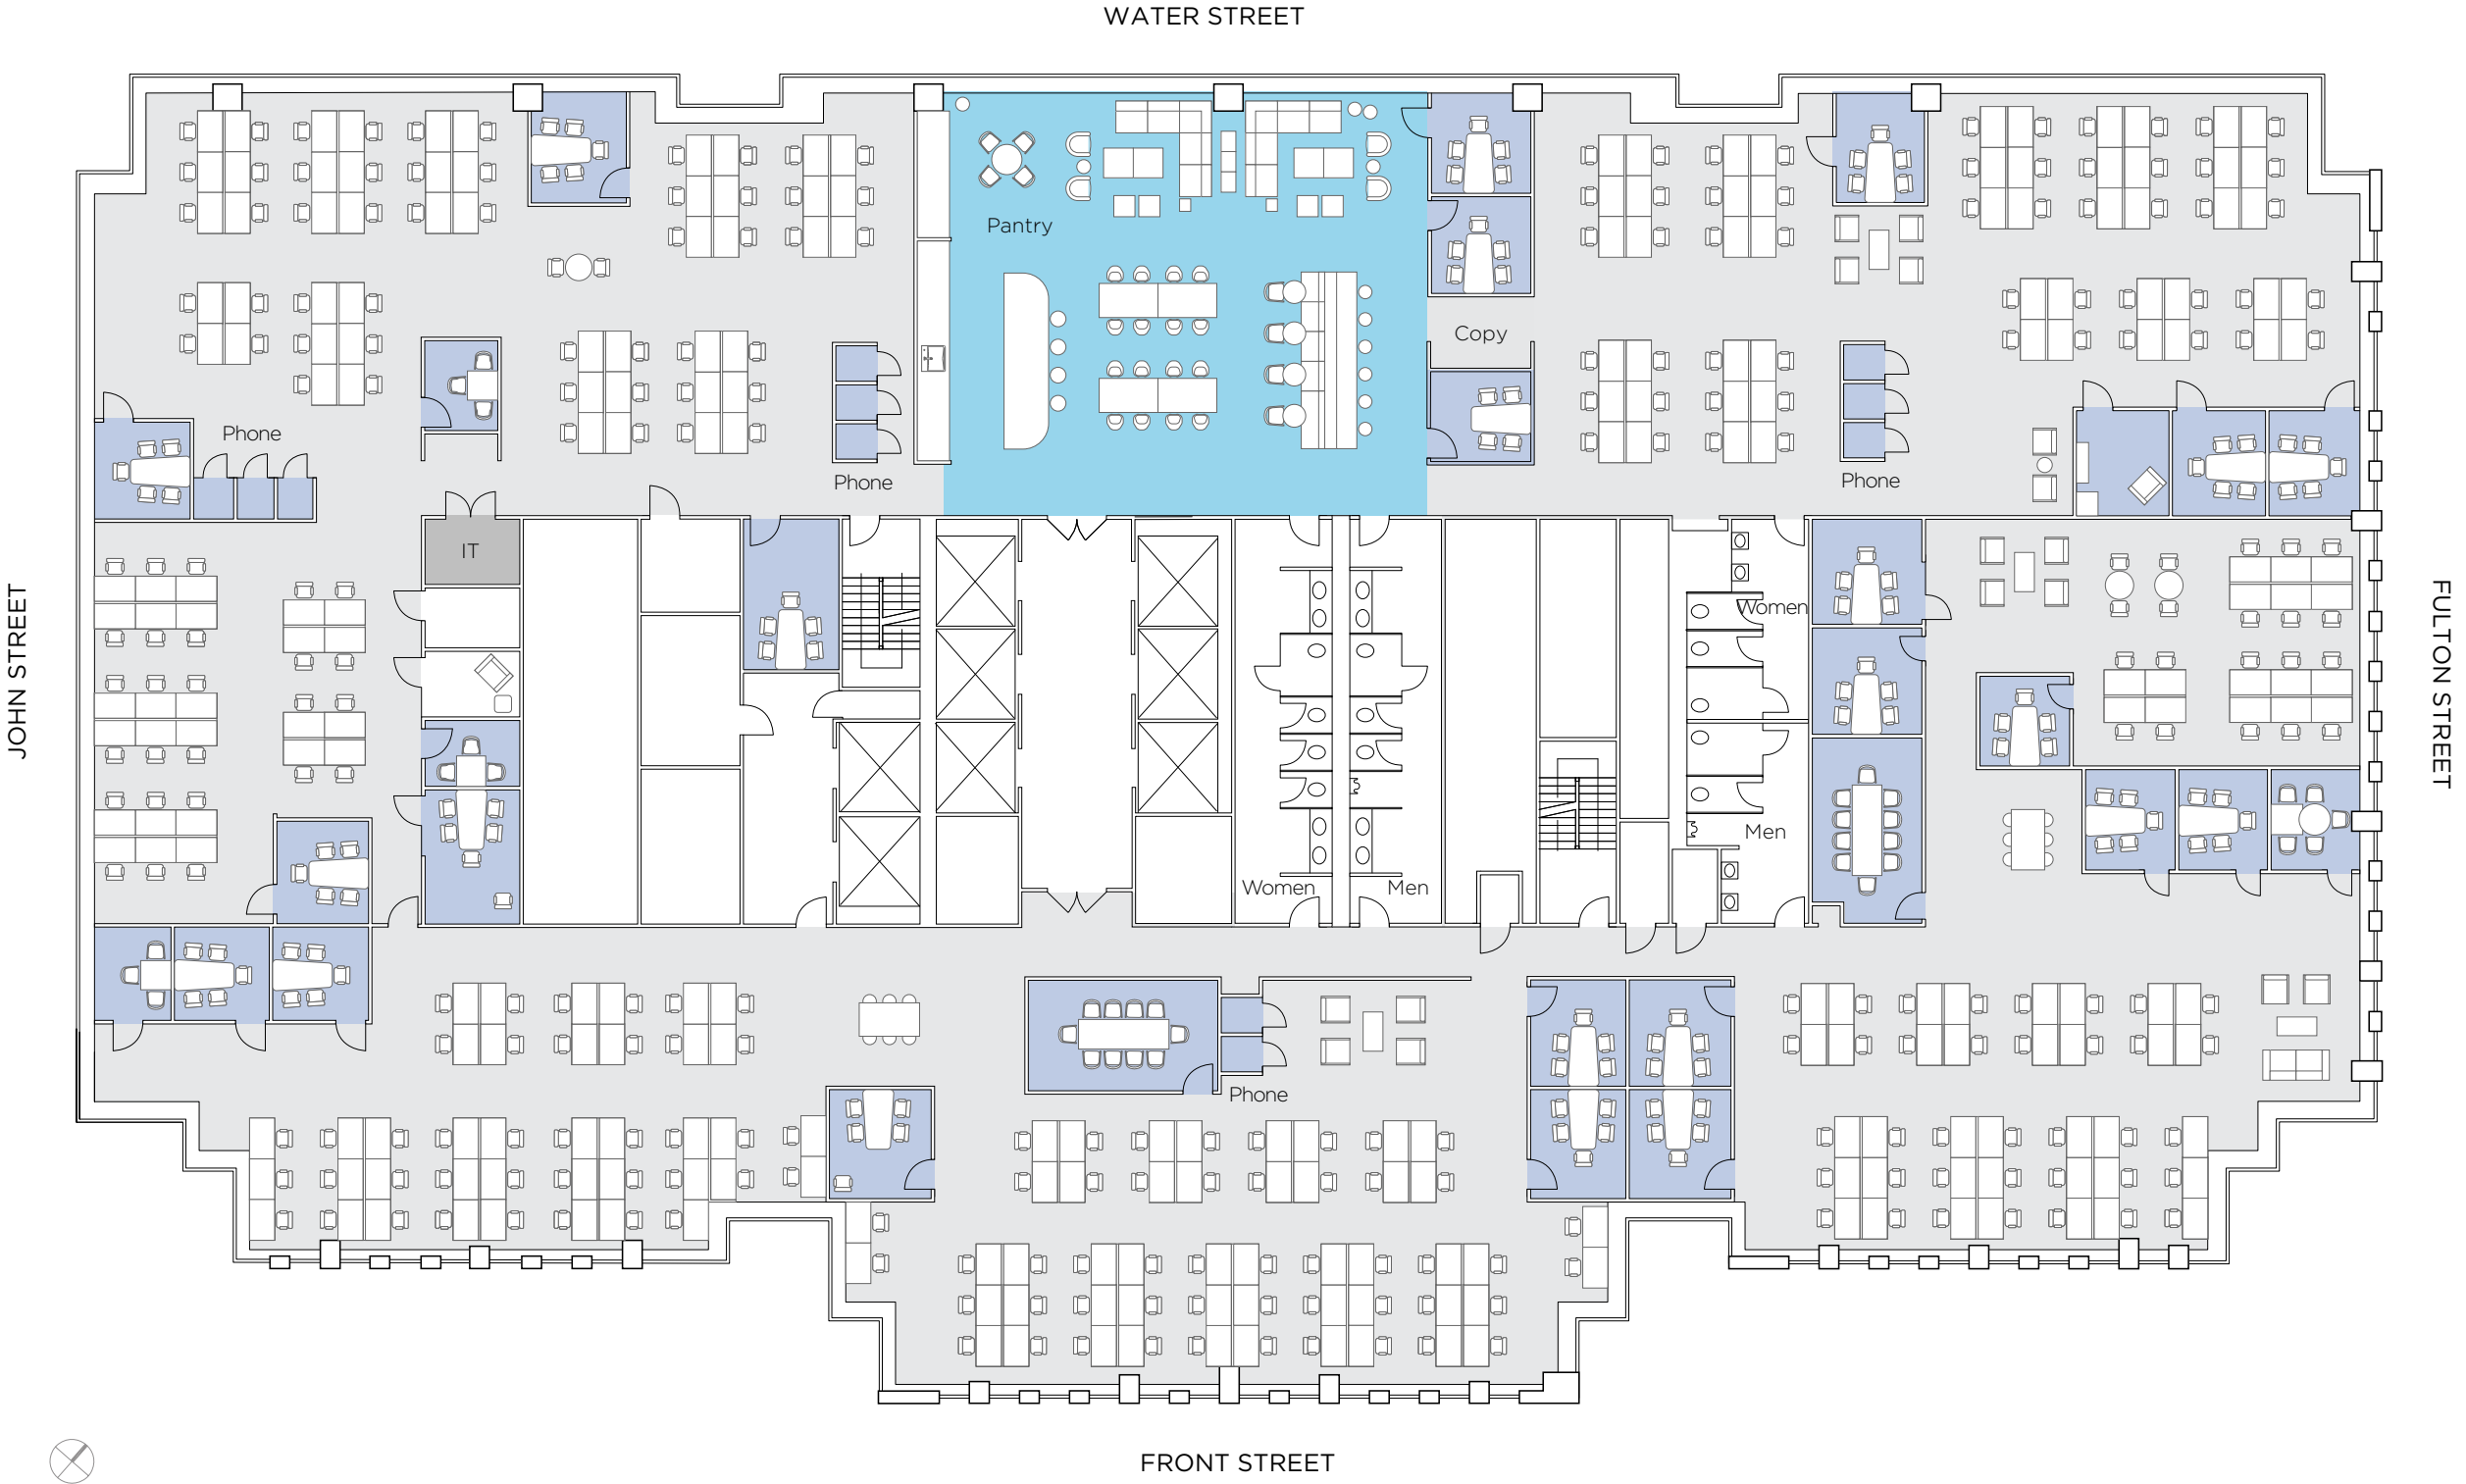 WATER STREET
Pantry
Copy
Phone
Phone
Phone
IT
Women
JOHN STREET
FULTON STREET
Men
Women
Men
Phone
FRONT STREET